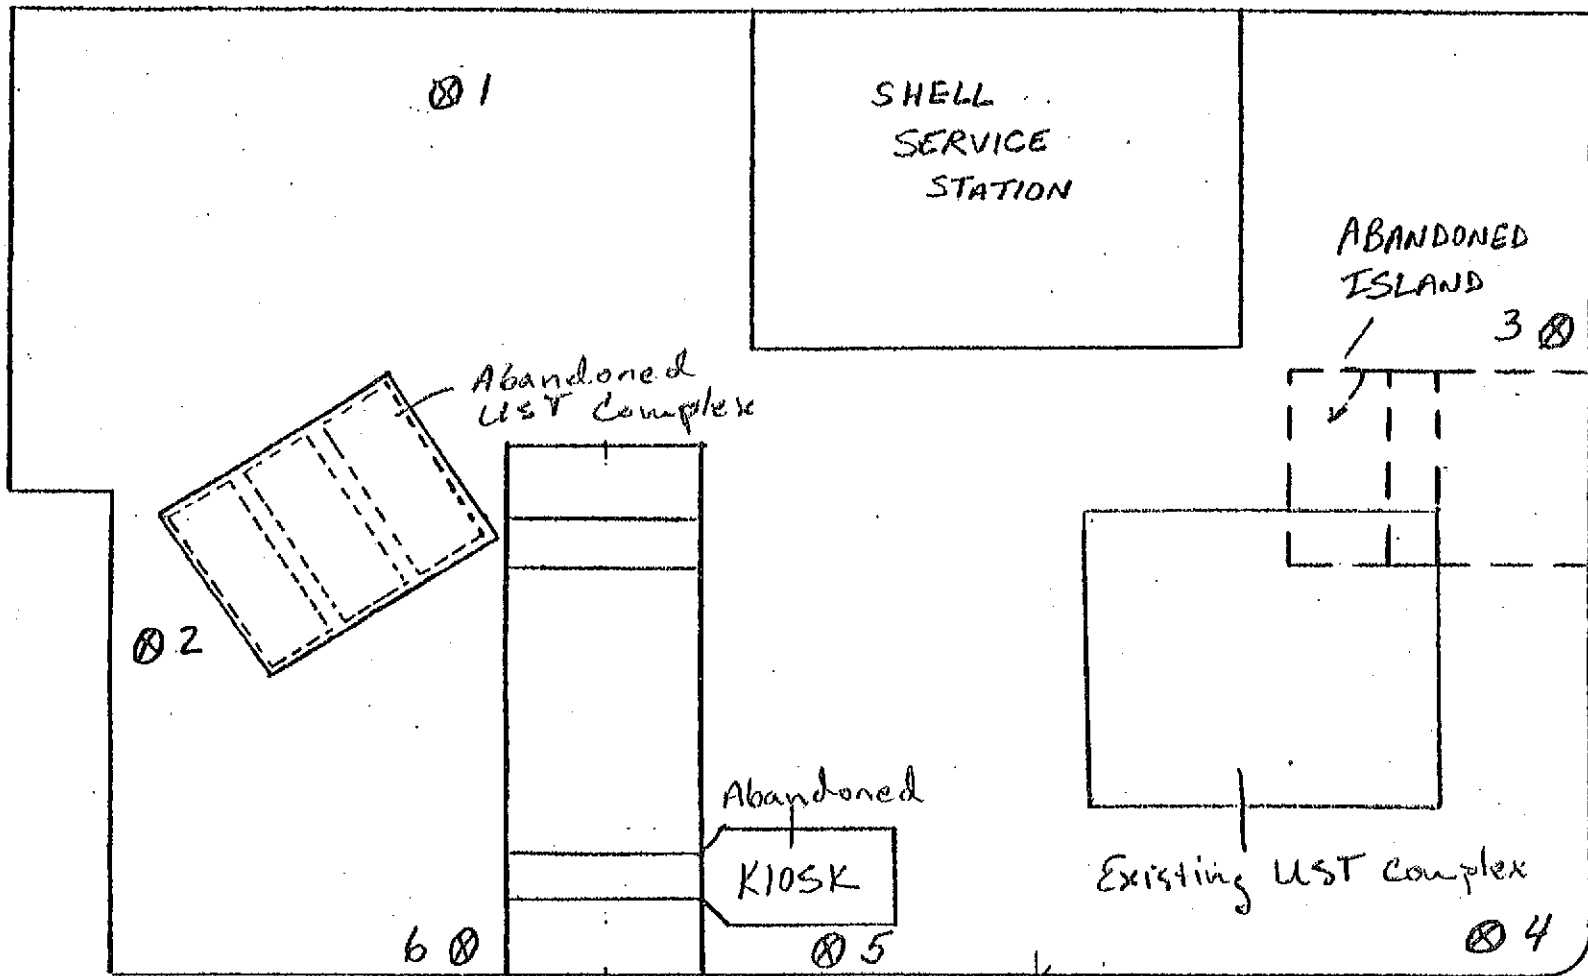 1
SHELL
SERVICE
STATION
ABANDONED
ISLAND
3
Abandoned
UST Complex
2
Abandoned
KIOSK
Existing UST Complex
6
5
4